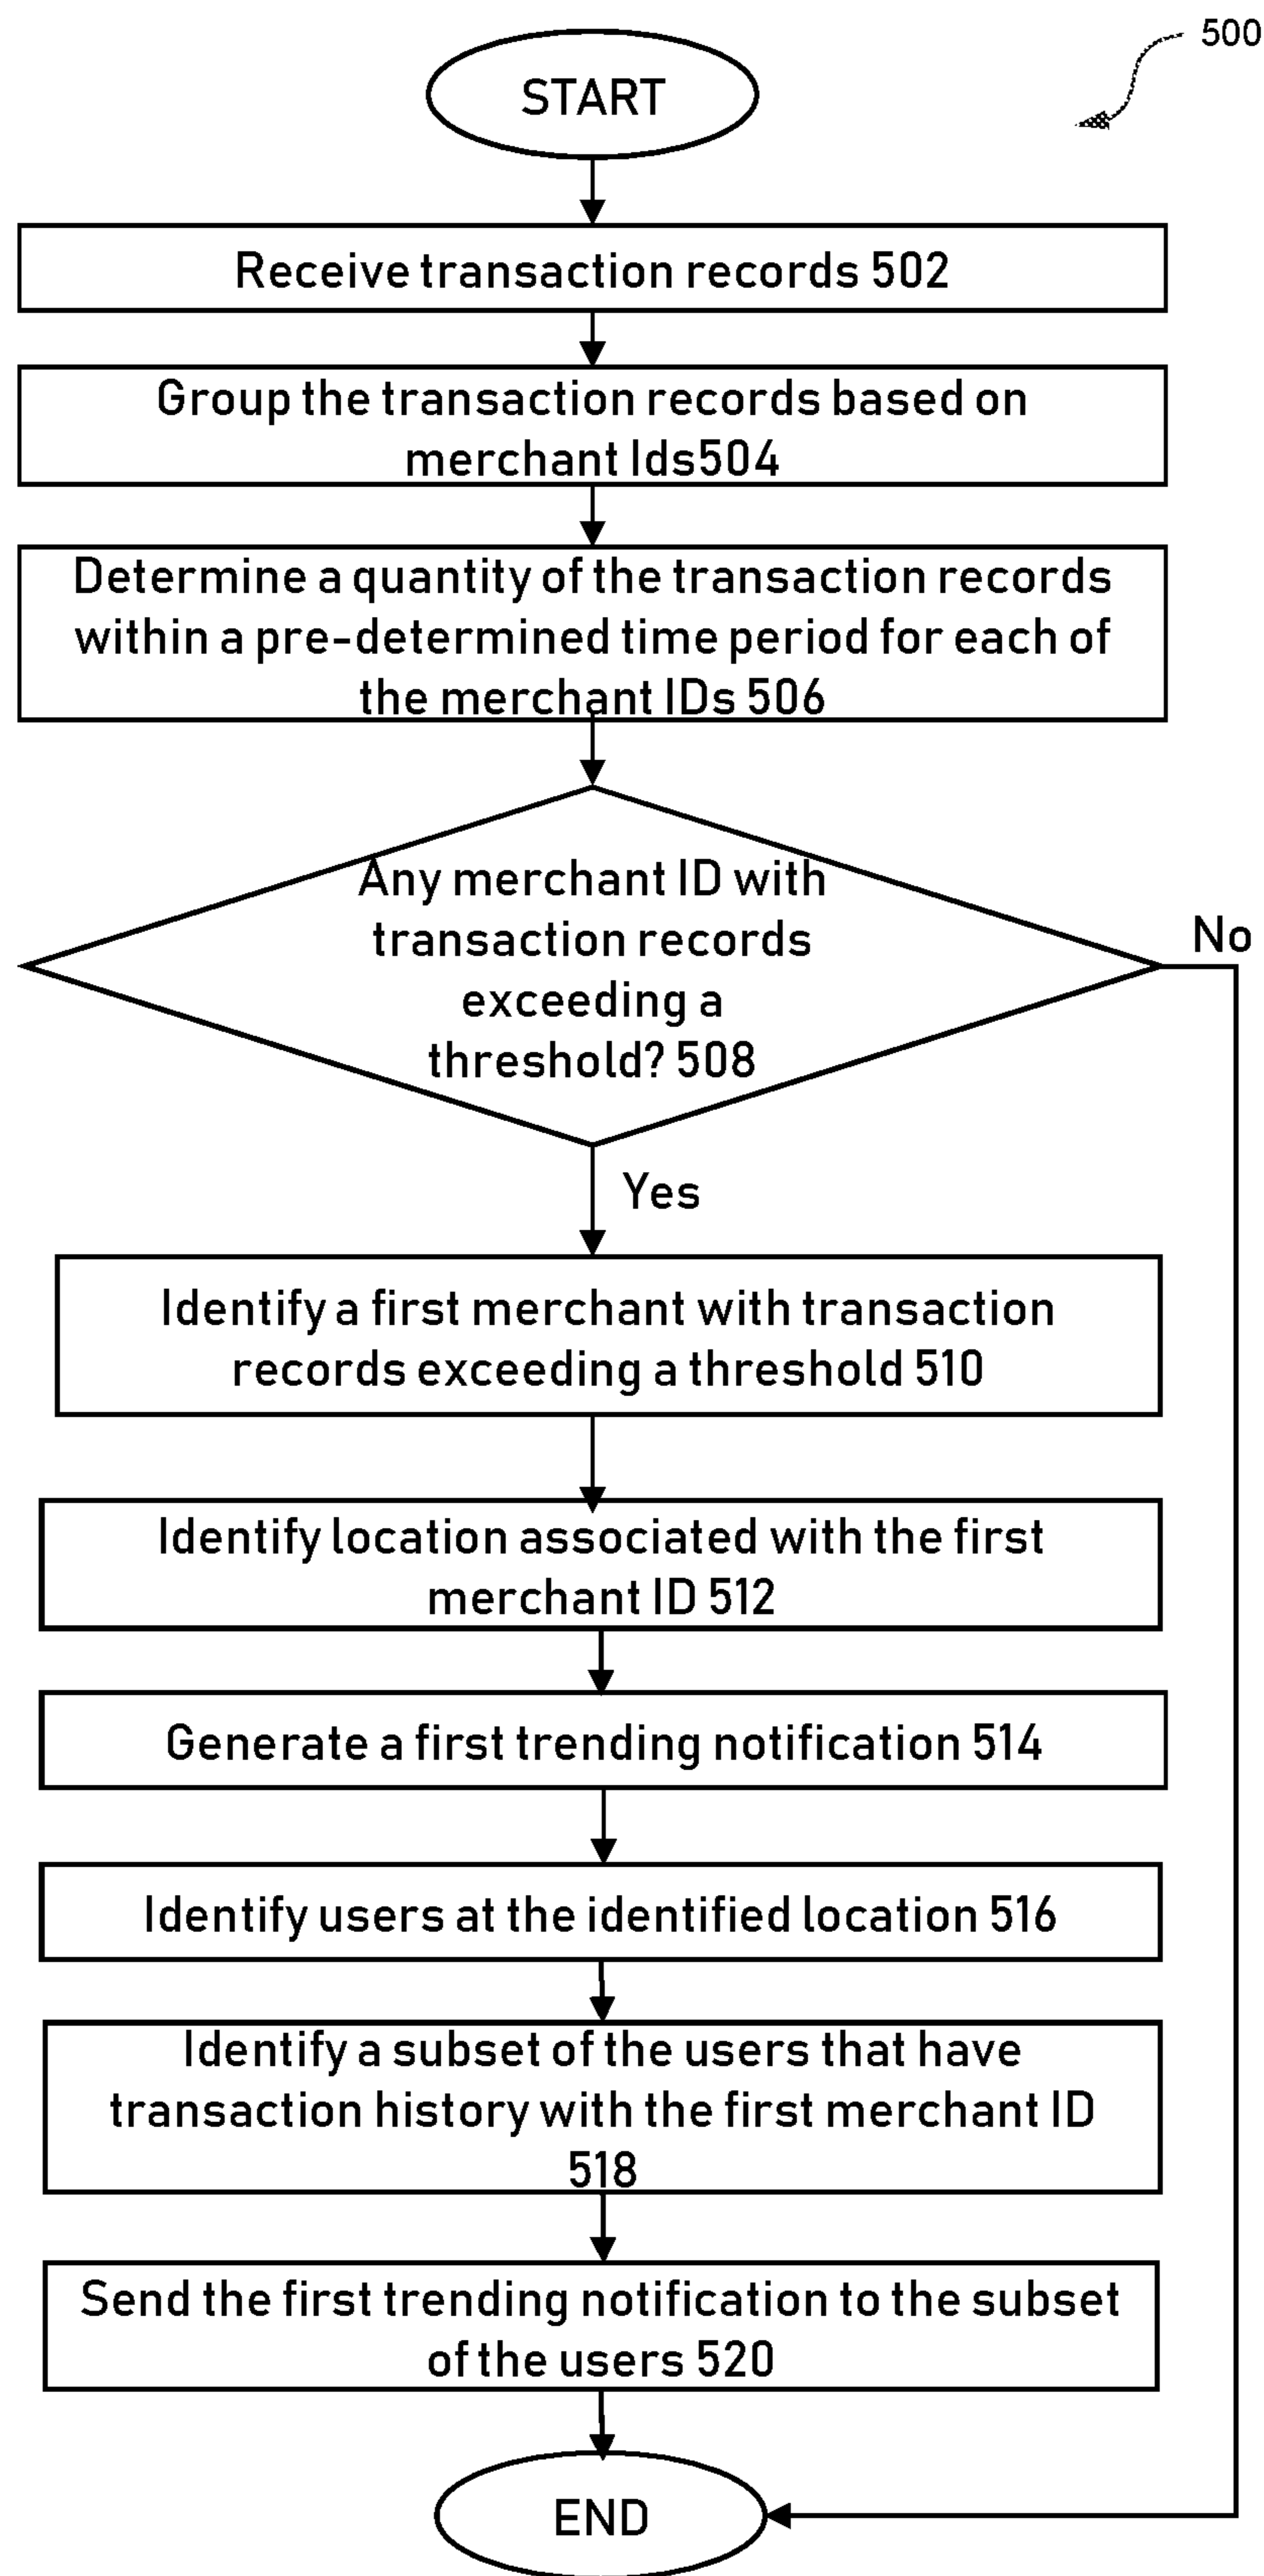 500
START
Receive transaction records 502
Group the transaction records based on
merchant Ids504
Determine a quantity of the transaction records
within a pre-determined time period for each of
the merchant IDs 506
Any merchant ID with
transaction records
exceeding a
threshold? 508
No
Yes
Identify a first merchant with transaction
records exceeding a threshold 510
Identify location associated with the first
merchant ID 512
Generate a first trending notification 514
Identify users at the identified location 516
Identify a subset of the users that have
transaction history with the first merchant ID
518
Send the first trending notification to the subset
of the users 520
END